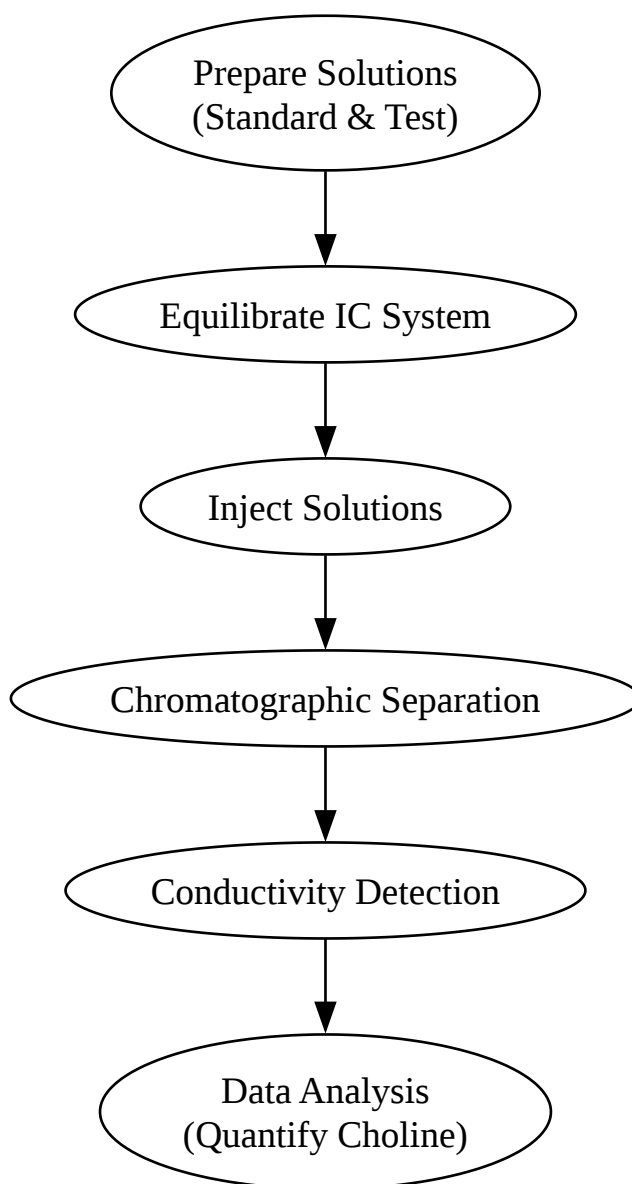 Prepare Solutions
(Standard & Test)
Equilibrate IC System
Inject Solutions
Chromatographic Separation
Conductivity Detection
Data Analysis
(Quantify Choline)